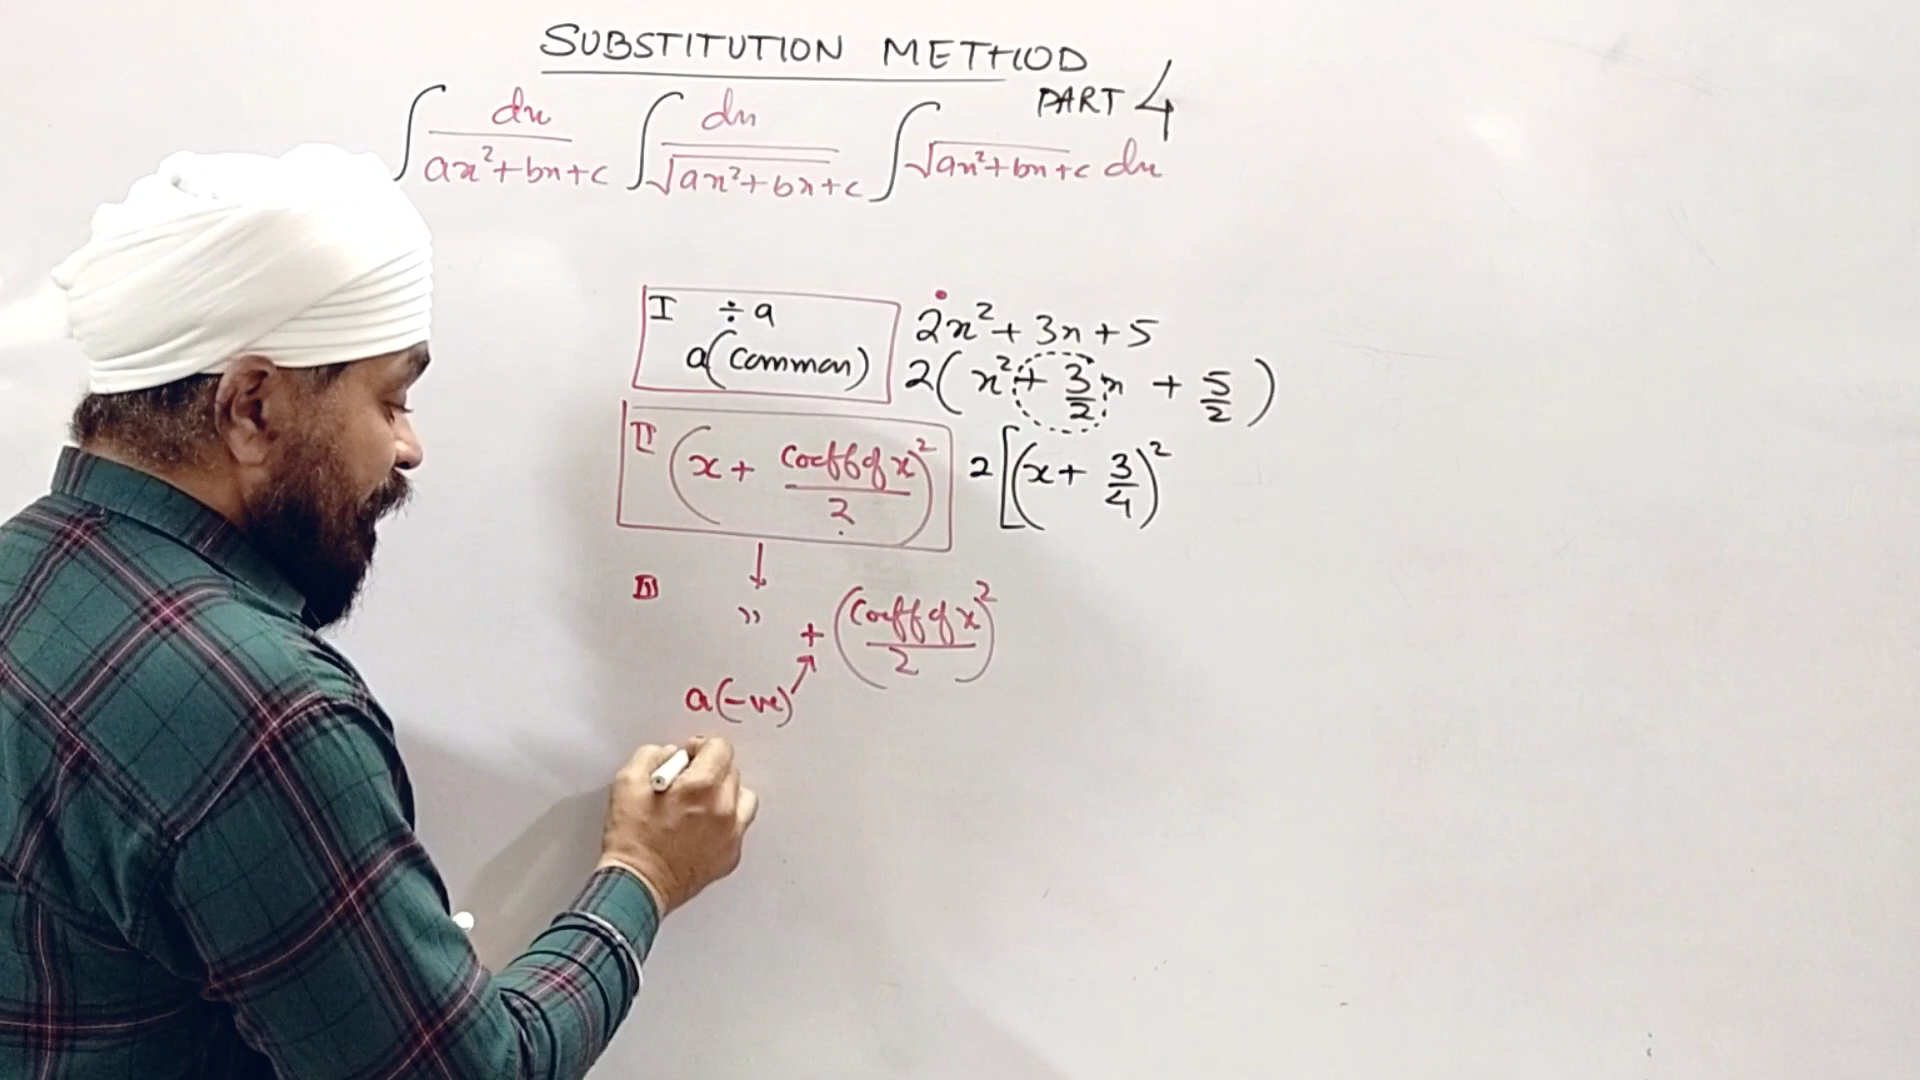 SUBSTITUTION METHOD
PART 4
∫ dx / ax²+bx+c ∫ dx / √ax²+bx+c ∫ √ax²+bx+c dx
I ÷ a
a(common)
2x² + 3x + 5
2( x² + 3/2 x + 5/2 )
II ( x + coeff of x / 2 )²
2[(x + 3/4)²
III ” + ( Coeff of x / 2 )²
a(-ve)